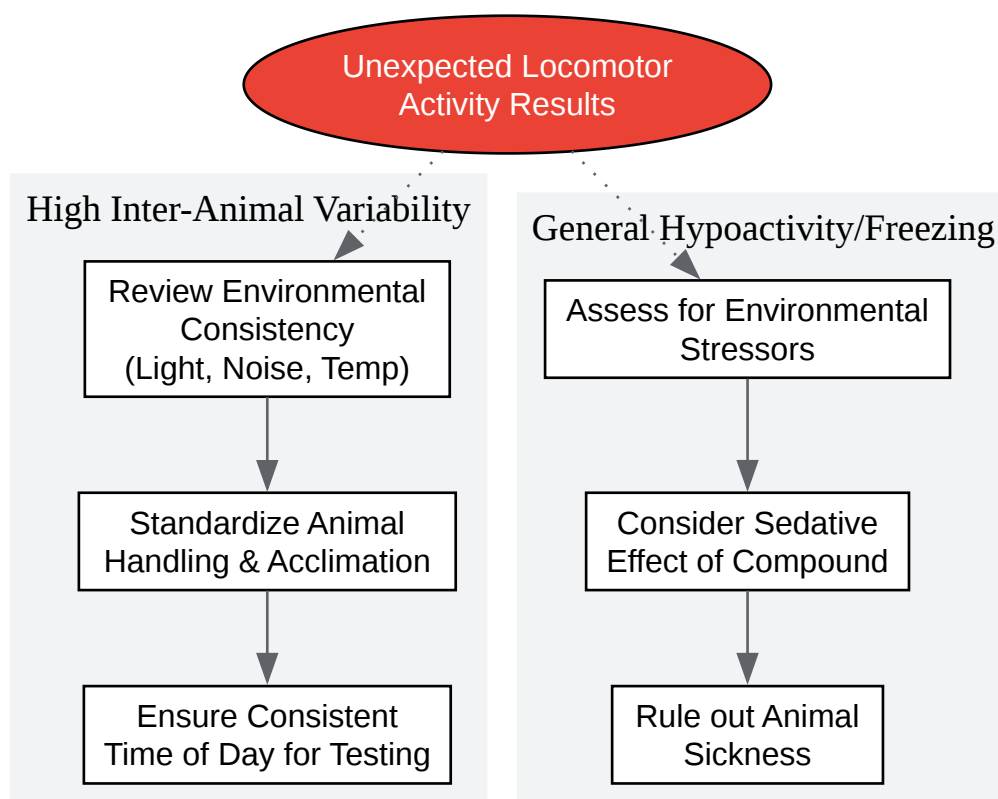 Unexpected Locomotor
Activity Results
High Inter-Animal Variability
Review Environmental
Consistency
(Light, Noise, Temp)
Standardize Animal
Handling & Acclimation
Ensure Consistent
Time of Day for Testing
General Hypoactivity/Freezing
Assess for Environmental
Stressors
Consider Sedative
Effect of Compound
Rule out Animal
Sickness